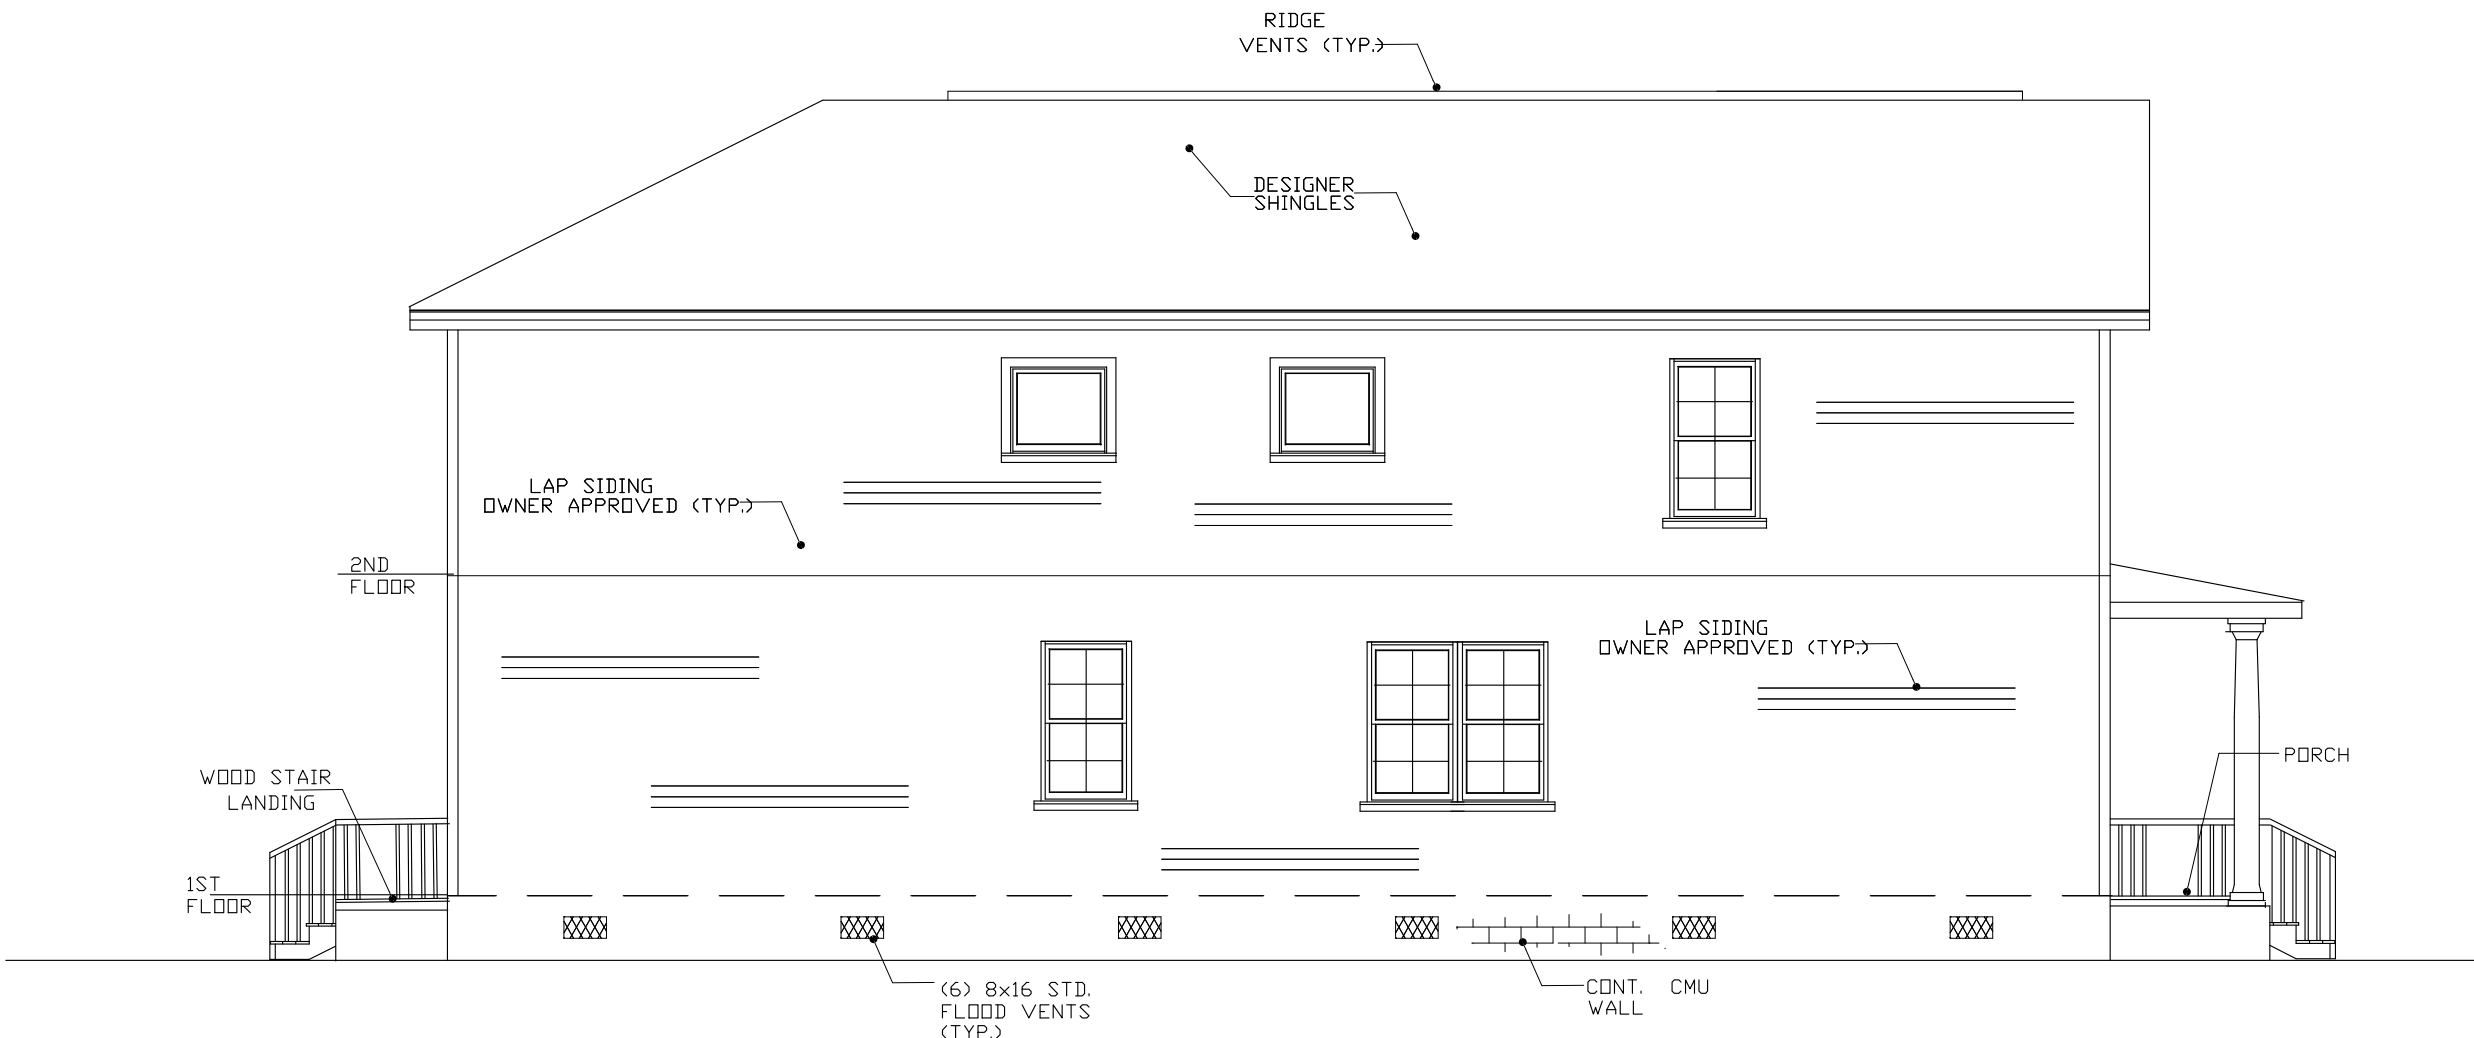 RIDGE
VENTS (TYP.)
DESIGNER
SHINGLES
LAP SIDING
OWNER APPROVED (TYP.)
2ND
FLOOR
LAP SIDING
OWNER APPROVED (TYP.)
PORCH
WOOD STAIR
LANDING
1ST
FLOOR
(6) 8x16 STD.
FLOOD VENTS
(TYP.)
CONT. CMU
WALL